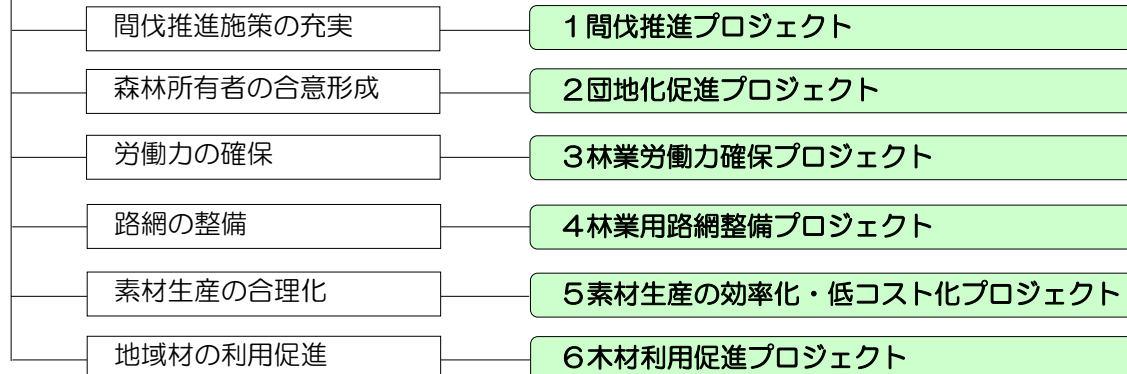 間伐推進施策の充実
1間伐推進プロジェクト
森林所有者の合意形成
2団地化促進プロジェクト
労働力の確保
3林業労働力確保プロジェクト
路網の整備
4林業用路網整備プロジェクト
素材生産の合理化
5素材生産の効率化・低コスト化プロジェクト
地域材の利用促進
6木材利用促進プロジェクト